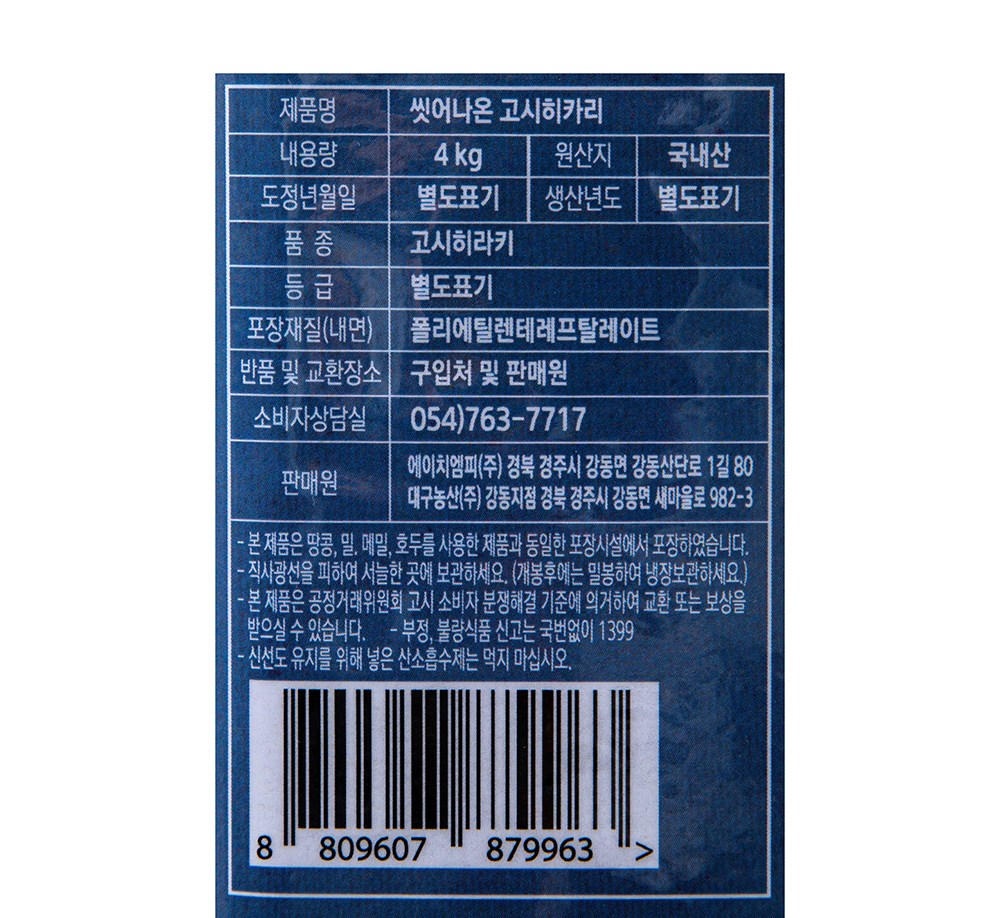 제품명 씻어나온 고시히카리
내용량 4 kg 원산지 국내산
도정년월일 별도표기 생산년도 별도표기
품 종 고시히라키
등 급 별도표기
포장재질(내면) 폴리에틸렌테레프탈레이트
반품 및 교환장소 구입처 및 판매원
소비자상담실 054)763-7717
판매원 에이치엠피(주) 경북 경주시 강동면 강동산단로 1길 80
대구농산(주) 강동지점 경북 경주시 강동면 새마을로 982-3
- 본 제품은 땅콩, 밀, 메밀, 호두를 사용한 제품과 동일한 포장시설에서 포장하였습니다.
- 직사광선을 피하여 서늘한 곳에 보관하세요. (개봉후에는 밀봉하여 냉장보관하세요.)
- 본 제품은 공정거래위원회 고시 소비자 분쟁해결 기준에 의거하여 교환 또는 보상을
받으실 수 있습니다. - 부정, 불량식품 신고는 국번없이 1399
- 신선도 유지를 위해 넣은 산소흡수제는 먹지 마십시오.
8 809607 879963 >